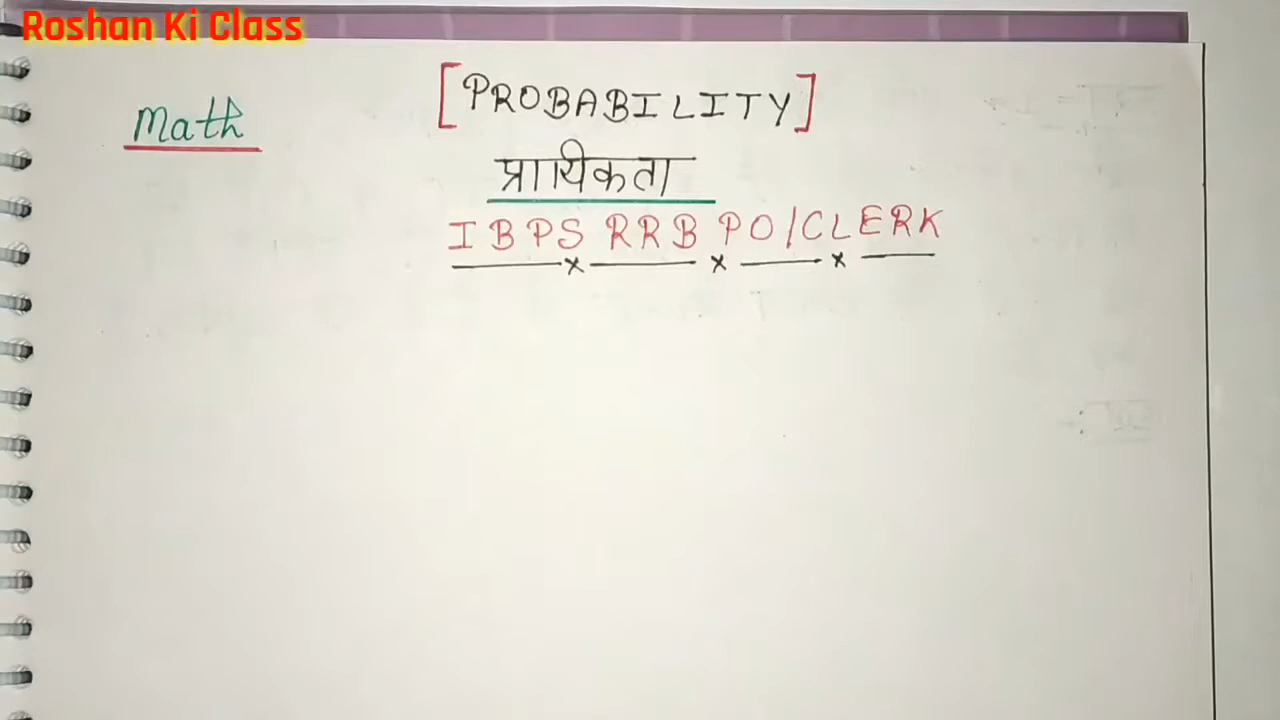 Roshan Ki Class
Math
[PROBABILITY]
प्रायिकता
IBPS RRB PO/CLERK